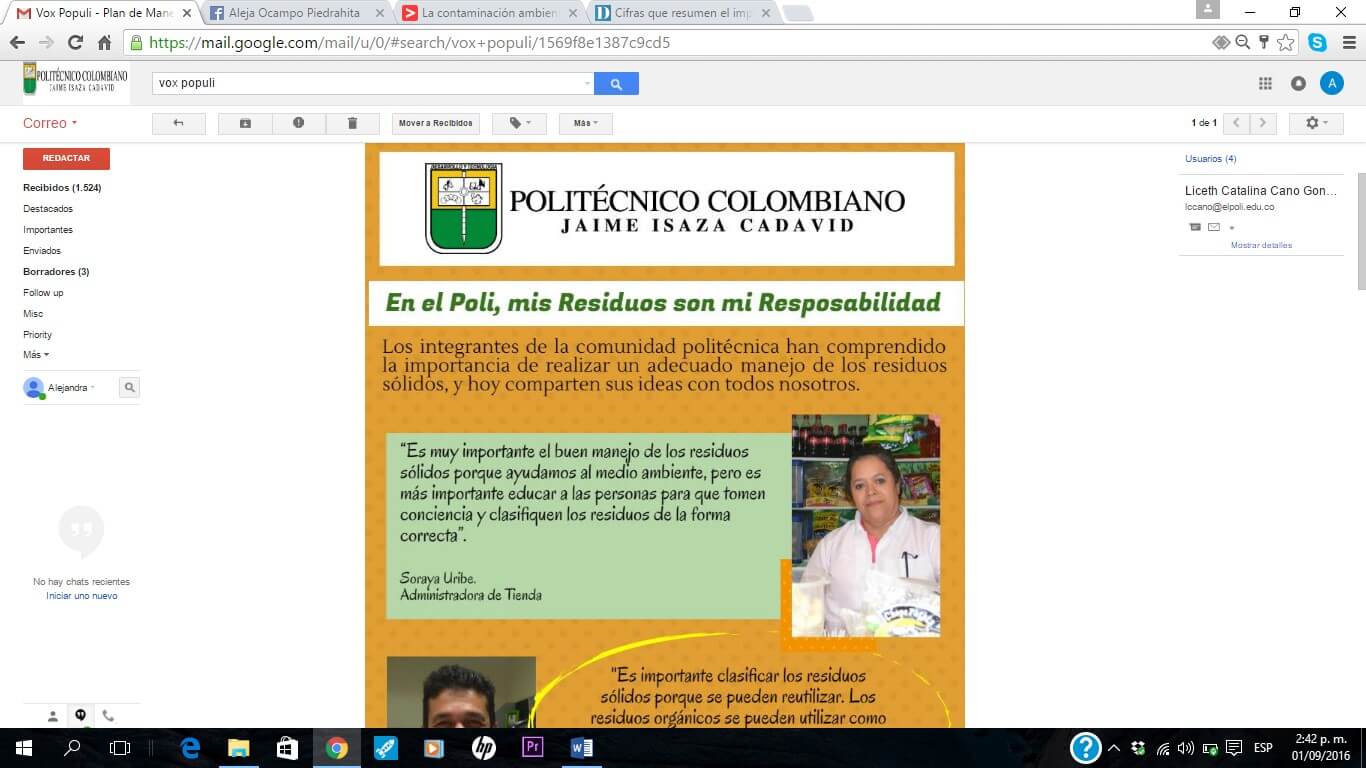 Vox Populi - Plan de Mane
Aleja Ocampo Piedrahita
La contaminación ambien
Cifras que resumen el imp
https://mail.google.com/mail/u/0/#search/vox+populi/1569f8e1387c9cd5
POLITÉCNICO COLOMBIANO
JAIME ISAZA CADAVID
vox populi
A
Correo
Mover a Recibidos
Más
1 de 1
REDACTAR
Recibidos (1.524)
Destacados
Importantes
Enviados
Borradores (3)
Follow up
Misc
Priority
Más
Alejandra
No hay chats recientes
Iniciar uno nuevo
DESARROLLO Y TECNOLOGIA
POLITÉCNICO COLOMBIANO
JAIME ISAZA CADAVID
En el Poli, mis Residuos son mi Resposabilidad
Los integrantes de la comunidad politécnica han comprendido
la importancia de realizar un adecuado manejo de los residuos
sólidos, y hoy comparten sus ideas con todos nosotros.
“Es muy importante el buen manejo de los residuos
sólidos porque ayudamos al medio ambiente, pero es
más importante educar a las personas para que tomen
conciencia y clasifiquen los residuos de la forma
correcta”.
Soraya Uribe.
Administradora de Tienda
"Es importante clasificar los residuos
sólidos porque se pueden reutilizar. Los
residuos orgánicos se pueden utilizar como
Usuarios (4)
Liceth Catalina Cano Gon...
lccano@elpoli.edu.co
Mostrar detalles
hp
Pr
ESP
2:42 p. m.
01/09/2016